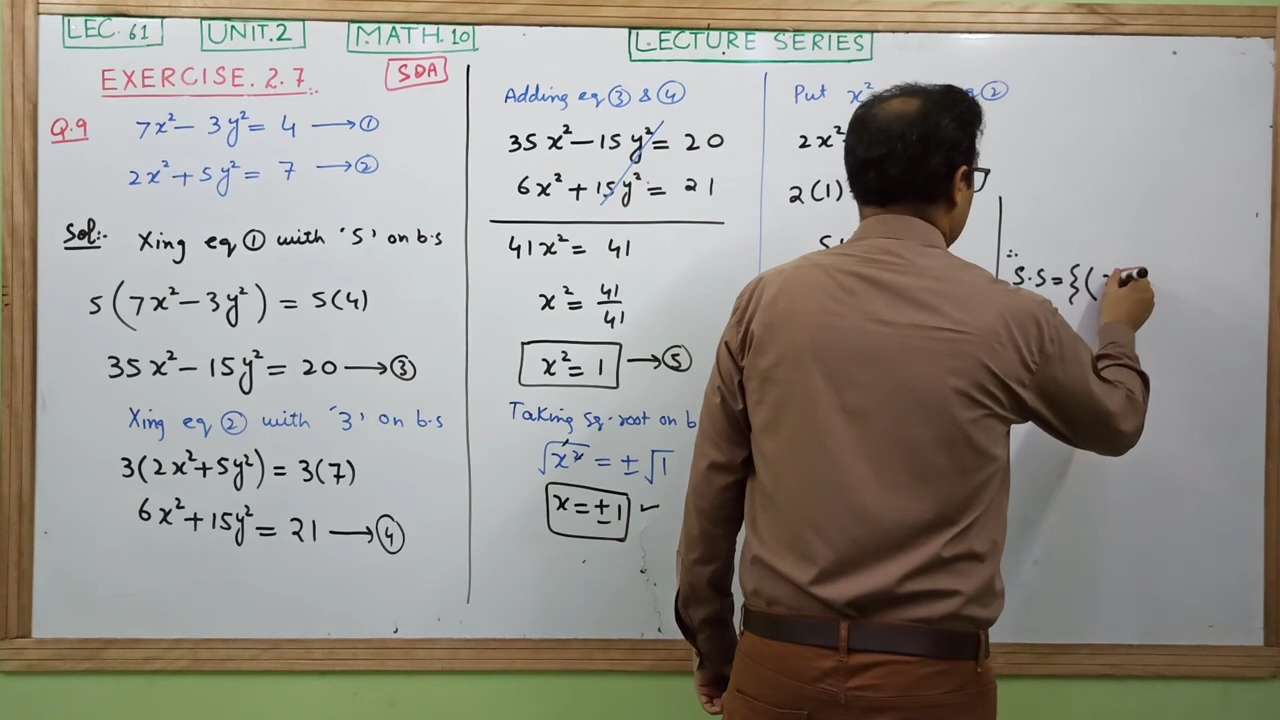 LEC. 61 UNIT. 2 MATH. 10 LECTURE SERIES
EXERCISE. 2.7 SDA
Q.9 7x² − 3y² = 4 → ①
2x² + 5y² = 7 → ②
Sol:- Xing eq ① with '5' on b.s
5(7x² − 3y²) = 5(4)
35x² − 15y² = 20 → ③
Xing eq ② with '3' on b.s
3(2x² + 5y²) = 3(7)
6x² + 15y² = 21 → ④
Adding eq ③ & ④
35x² − 15y² = 20
6x² + 15y² = 21
41x² = 41
x² = 41/41
x² = 1 → ⑤
Taking Sq-root on b
√x² = ± √1
x = ± 1 ✓
Put x² ②
2x²
2(1)
∴
S.S = {(